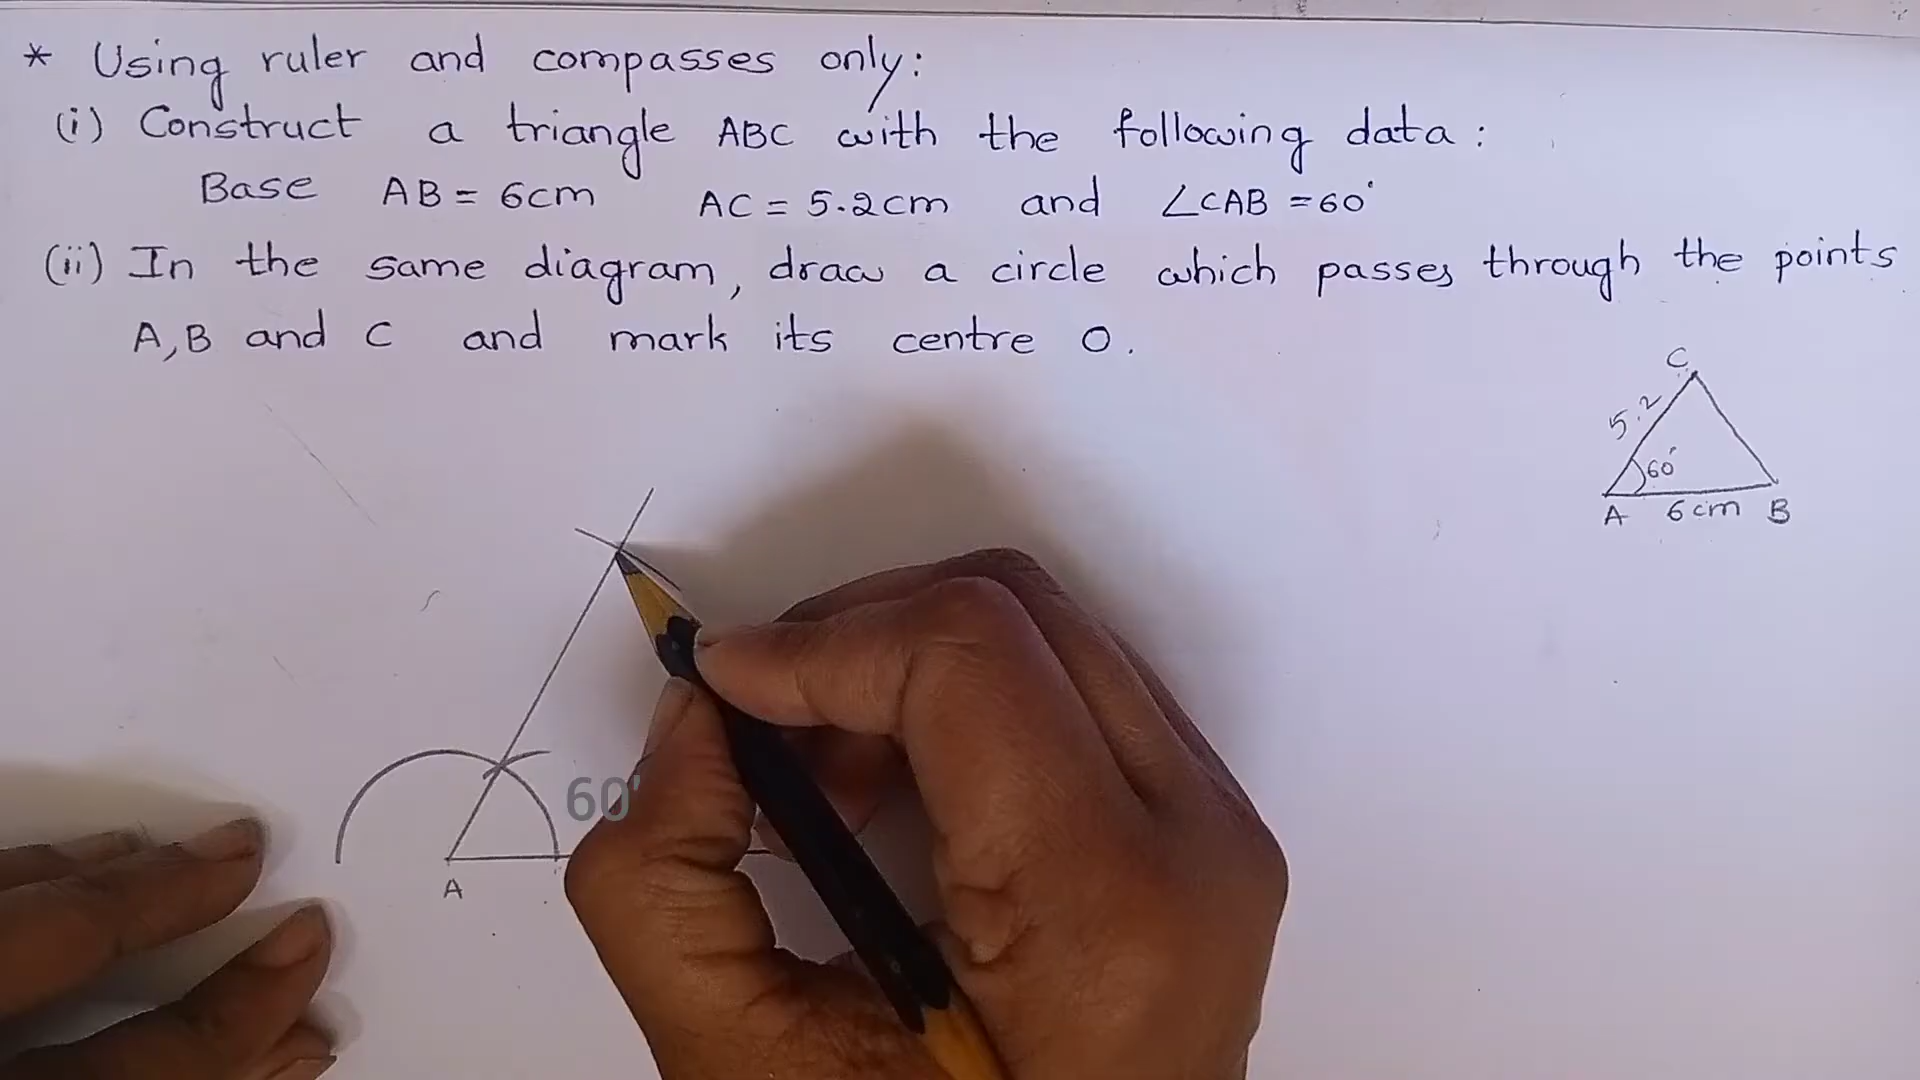 * Using ruler and compasses only:
(i) Construct a triangle ABC with the following data:
Base AB = 6cm AC = 5.2cm and ∠CAB = 60°
(ii) In the same diagram, draw a circle which passes through the points
A, B and C and mark its centre O.
C
5.2
60°
A 6cm B
60°
A